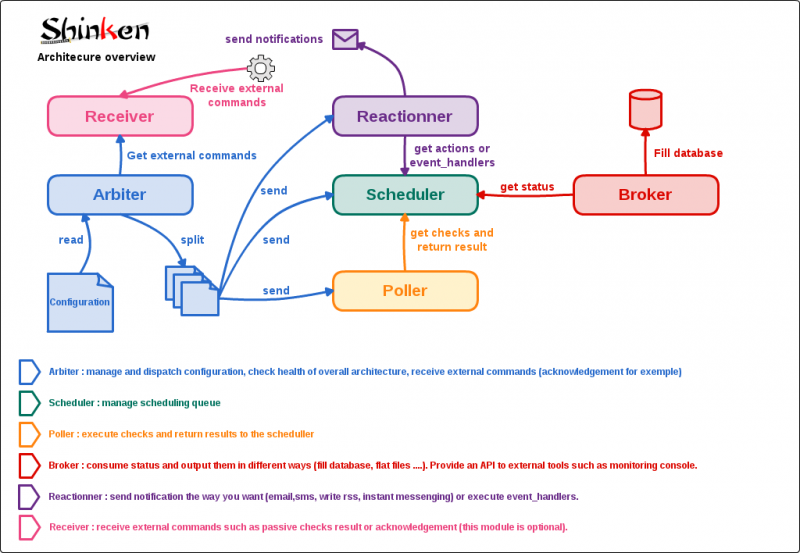 Shinken
Architecure overview
send notifications
Receive external
commands
Receiver
Reactionner
Get external commands
get actions or
event_handlers
Fill database
Arbiter
send
Scheduler
get status
Broker
read
split
send
get checks and
return result
Configuration
send
Poller
Arbiter : manage and dispatch configuration, check health of overall architecture, receive external commands (acknowledgement for exemple)
Scheduler : manage scheduling queue
Poller : execute checks and return results to the scheduller
Broker : consume status and output them in different ways (fill database, flat files ....). Provide an API to external tools such as monitoring console.
Reactionner : send notification the way you want (email,sms, write rss, instant messenging) or execute event_handlers.
Receiver : receive external commands such as passive checks result or acknowledgement (this module is optional).